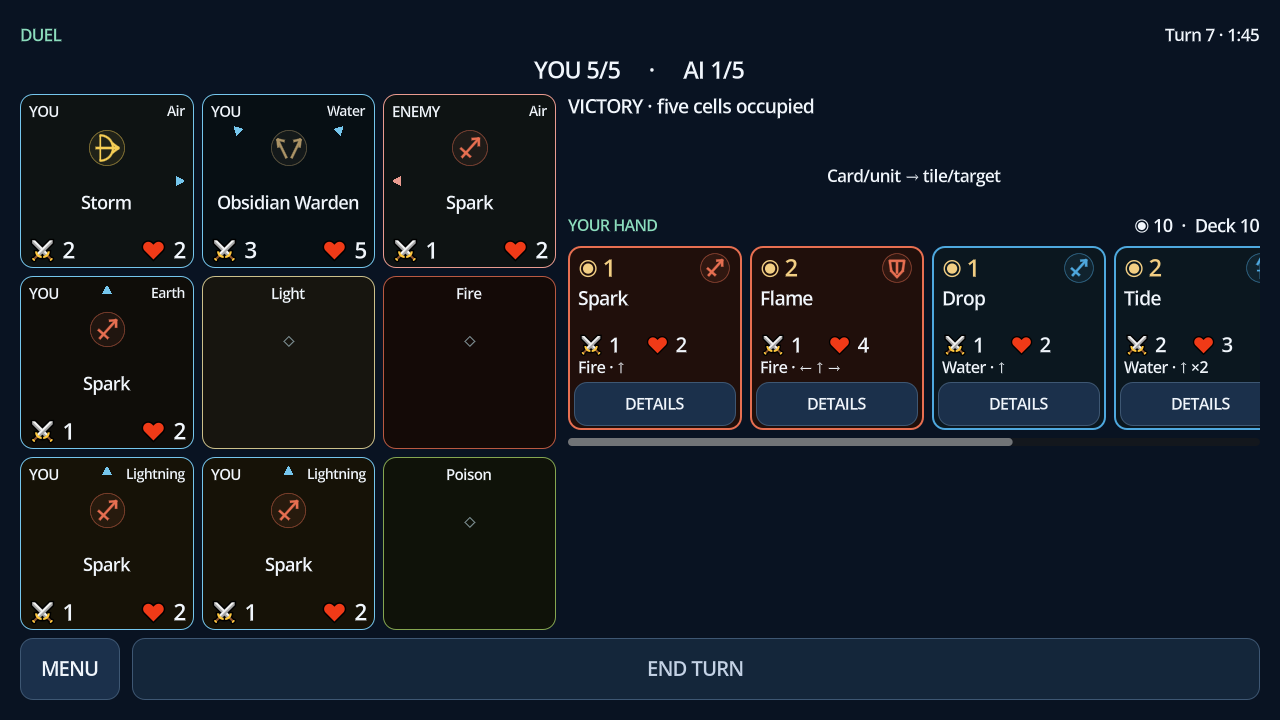 DUEL
Turn 7 · 1:45
YOU 5/5 · AI 1/5
YOU Air
Storm
2 2
YOU Water
Obsidian Warden
3 5
ENEMY Air
Spark
1 2
YOU Earth
Spark
1 2
Light
Fire
YOU Lightning
Spark
1 2
YOU Lightning
Spark
1 2
Poison
VICTORY · five cells occupied
Card/unit → tile/target
YOUR HAND
◉ 10 · Deck 10
◉ 1
Spark
1 2
Fire · ↑
DETAILS
◉ 2
Flame
1 4
Fire · ← ↑ →
DETAILS
◉ 1
Drop
1 2
Water · ↑
DETAILS
◉ 2
Tide
2 3
Water · ↑ ×2
DETAILS
MENU
END TURN